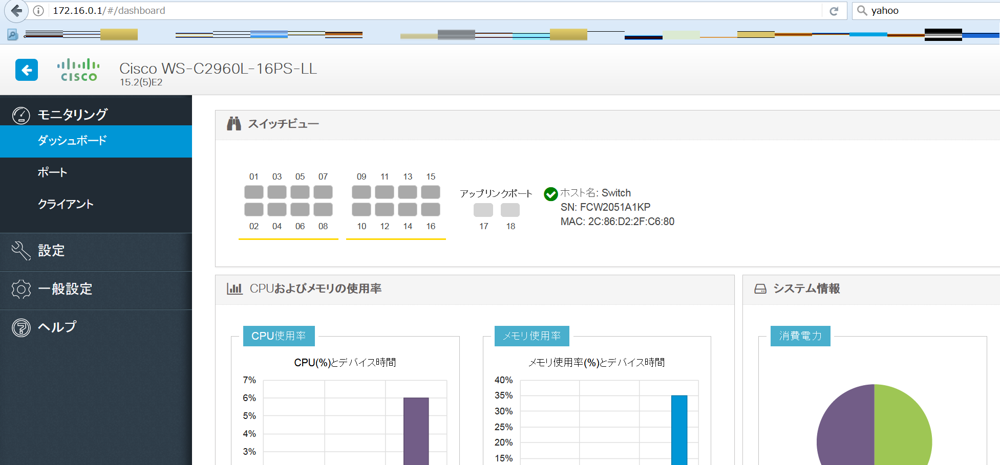 172.16.0.1/#/dashboard
yahoo
CISCO
Cisco WS-C2960L-16PS-LL
15.2(5)E2
モニタリング
ダッシュボード
ポート
クライアント
設定
一般設定
ヘルプ
スイッチビュー
01 03 05 07 09 11 13 15
02 04 06 08 10 12 14 16
アップリンクポート
17 18
ホスト名: Switch
SN: FCW2051A1KP
MAC: 2C:86:D2:2F:C6:80
CPUおよびメモリの使用率
CPU使用率
CPU(%)とデバイス時間
7%
6%
5%
4%
3%
メモリ使用率
メモリ使用率(%)とデバイス時間
40%
35%
30%
25%
20%
15%
システム情報
消費電力